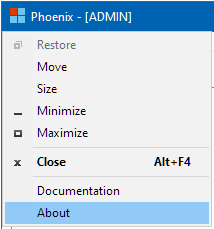 Phoenix - [ADMIN]
Restore
Move
Size
Minimize
Maximize
Close Alt+F4
Documentation
About